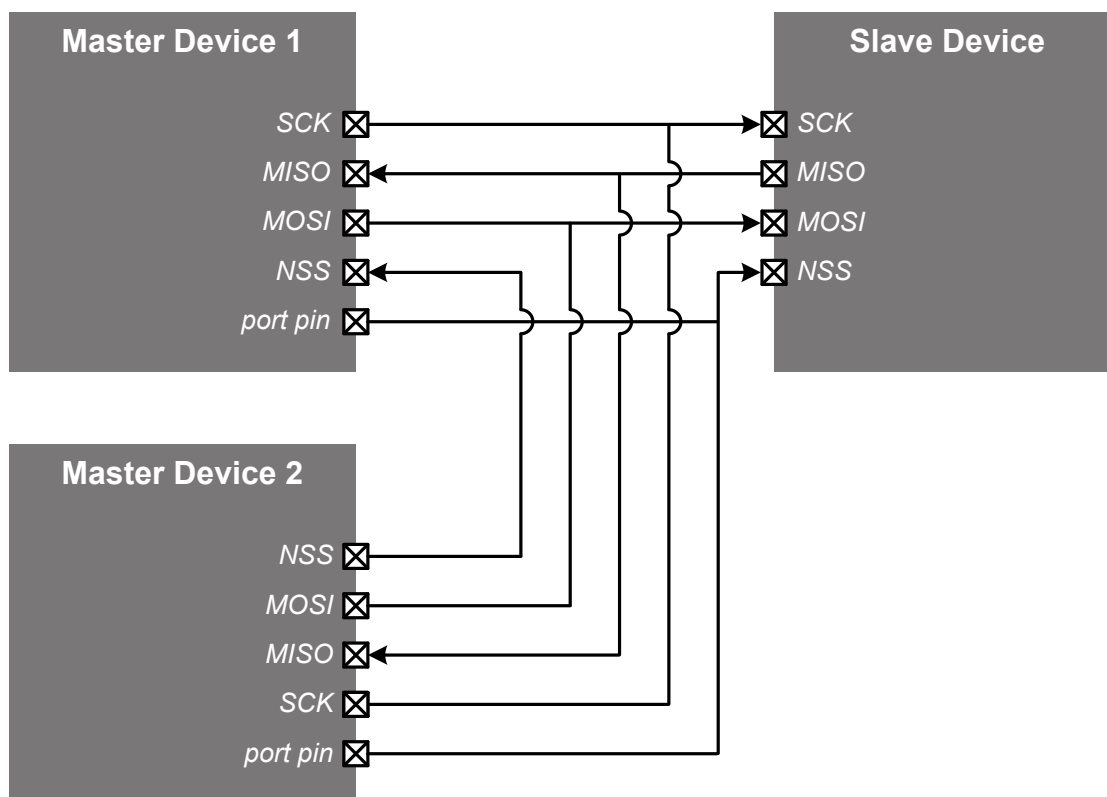 Master Device 1
SCK
MISO
MOSI
NSS
port pin
Slave Device
SCK
MISO
MOSI
NSS
Master Device 2
NSS
MOSI
MISO
SCK
port pin